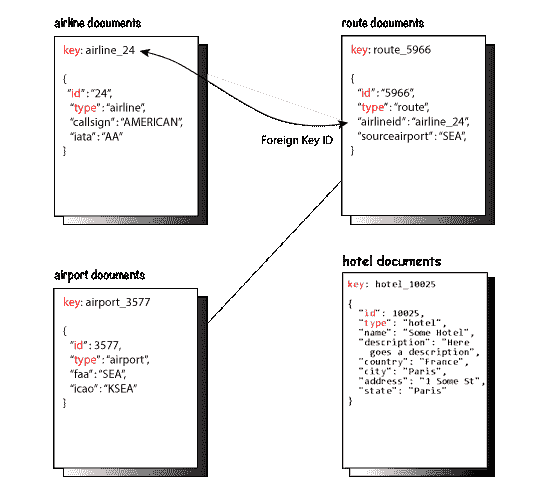 airline documents
key: airline_24
{
"id": "24",
"type": "airline",
"callsign": "AMERICAN",
"iata": "AA"
}
route documents
key: route_5966
{
"id": "5966",
"type": "route",
"airlineid": "airline_24",
"sourceairport": "SEA",
}
Foreign Key ID
airport documents
key: airport_3577
{
"id": 3577,
"type": "airport",
"faa": "SEA",
"icao": "KSEA"
}
hotel documents
key: hotel_10025
{
"id": 10025,
"type": "hotel",
"name": "Some Hotel",
"description": "Here
goes a description",
"country": "France",
"city": "Paris",
"address": "1 Some St",
"state": "Paris"
}